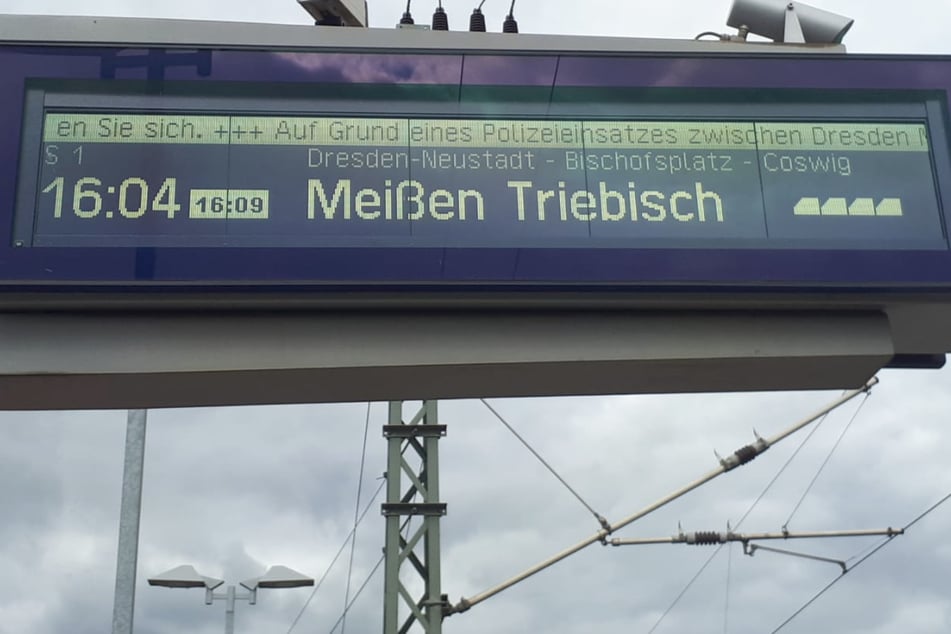 en Sie sich. +++ Auf Grund eines Polizeieinsatzes zwischen Dresden
S 1 Dresden-Neustadt - Bischofsplatz - Coswig
16:04 16:09 Meißen Triebisch